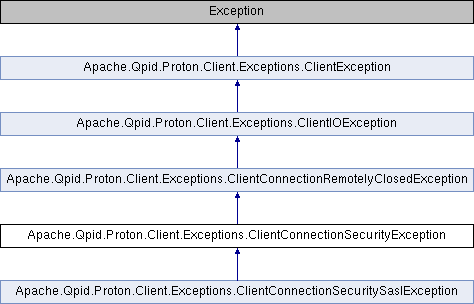 Exception
Apache.Qpid.Proton.Client.Exceptions.ClientException
Apache.Qpid.Proton.Client.Exceptions.ClientIOException
Apache.Qpid.Proton.Client.Exceptions.ClientConnectionRemotelyClosedException
Apache.Qpid.Proton.Client.Exceptions.ClientConnectionSecurityException
Apache.Qpid.Proton.Client.Exceptions.ClientConnectionSecuritySaslException